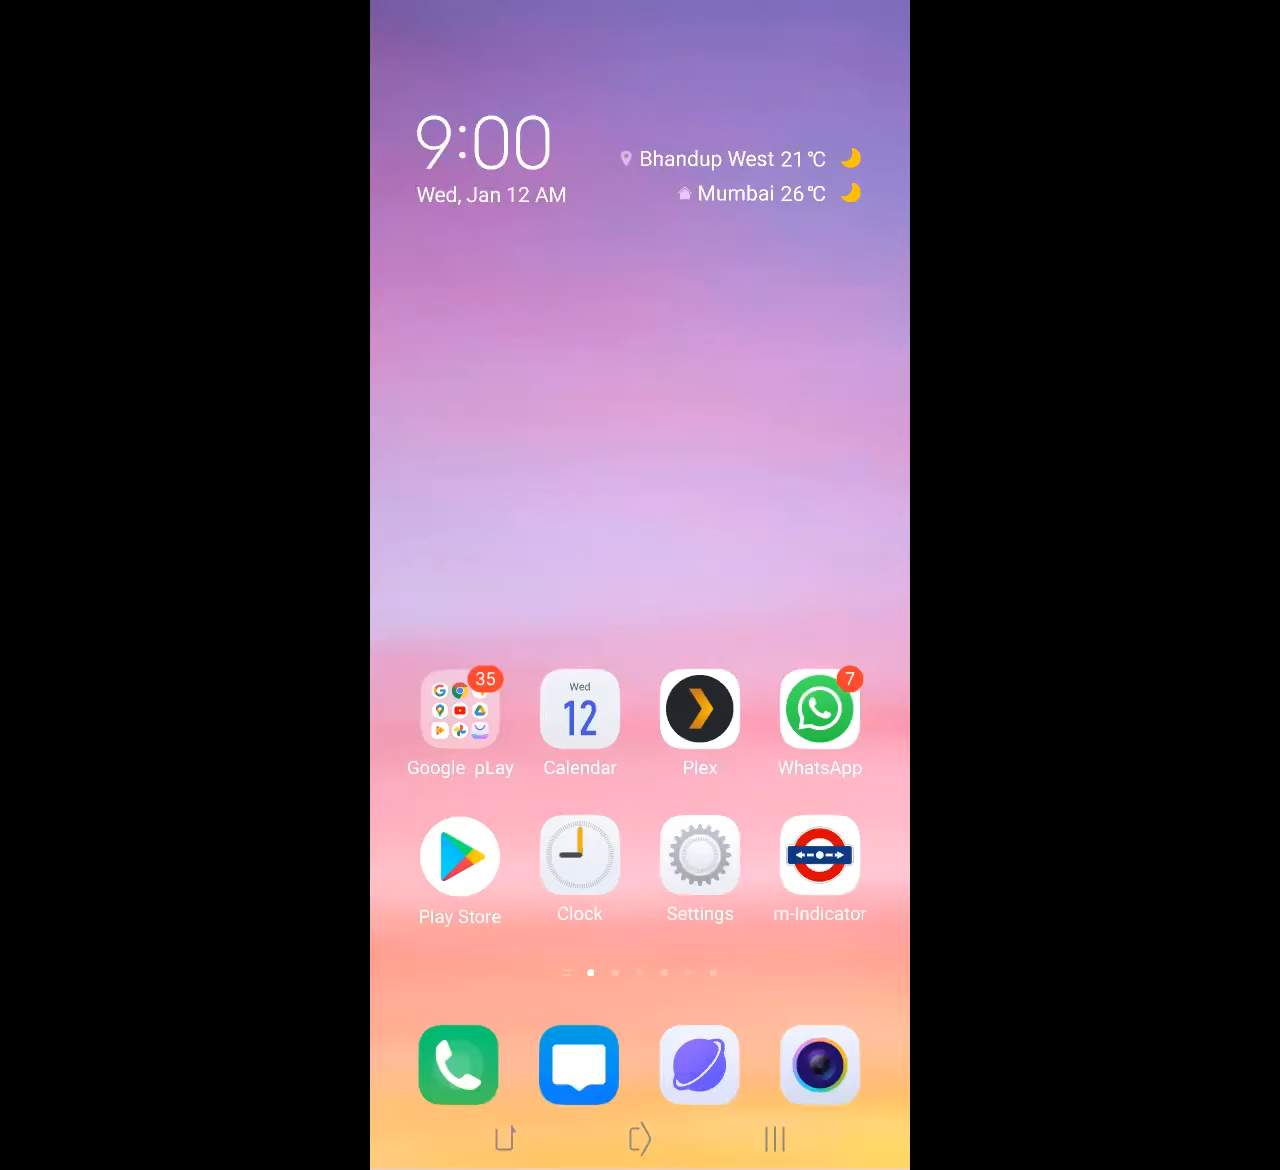 9:00
Wed, Jan 12 AM
Bhandup West 21°C
Mumbai 26°C
35
Wed
12
7
Google pLay
Calendar
Plex
WhatsApp
Play Store
Clock
Settings
m-Indicator